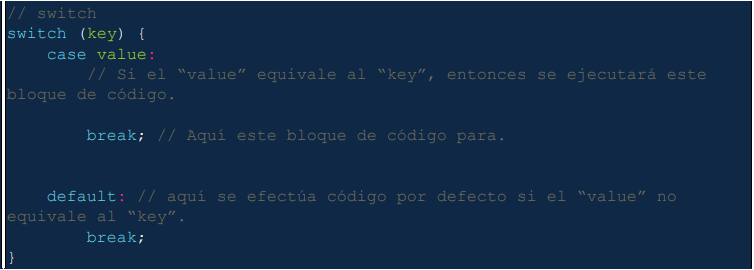 // switch
switch (key) {
    case value:
        // Si el “value” equivale al “key”, entonces se ejecutará este
bloque de código.
        break; // Aquí este bloque de código para.
    default: // aquí se efectúa código por defecto si el “value” no
equivale al “key”.
        break;
}